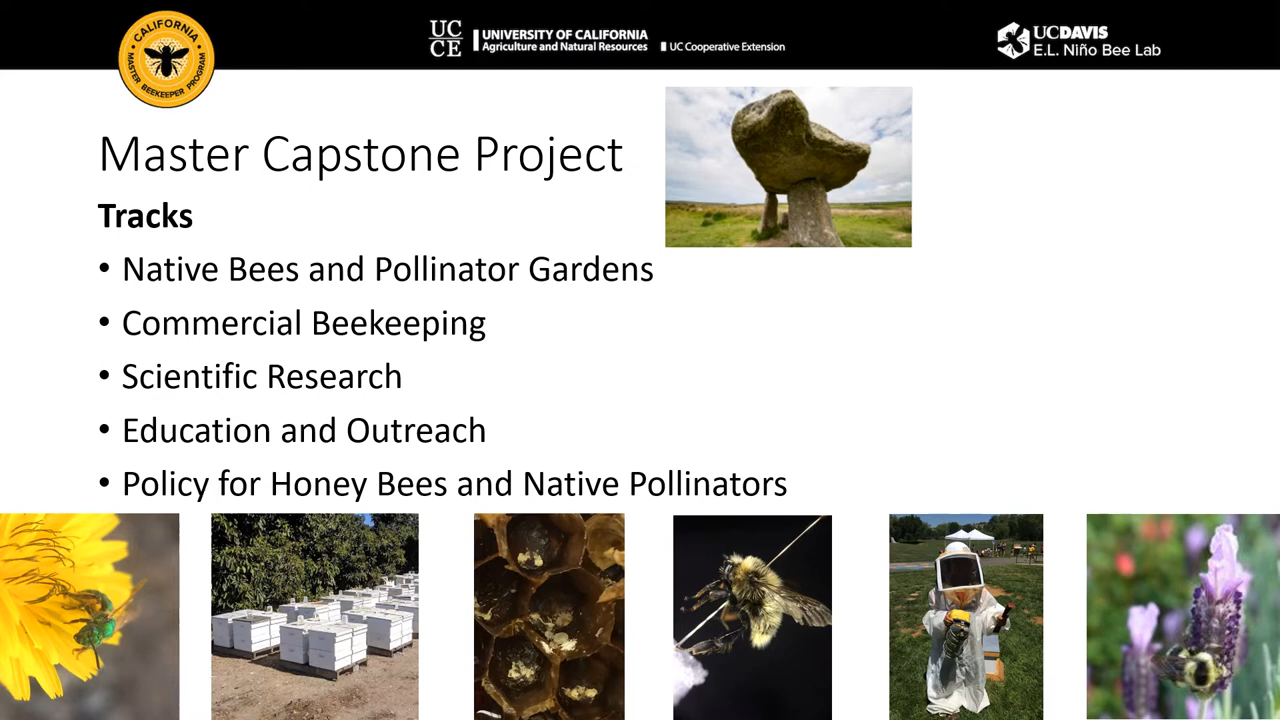 CALIFORNIA
MASTER BEEKEEPER PROGRAM
UC
CE
UNIVERSITY OF CALIFORNIA
Agriculture and Natural Resources
UC Cooperative Extension
UCDAVIS
E.L. Niño Bee Lab
Master Capstone Project
Tracks
• Native Bees and Pollinator Gardens
• Commercial Beekeeping
• Scientific Research
• Education and Outreach
• Policy for Honey Bees and Native Pollinators